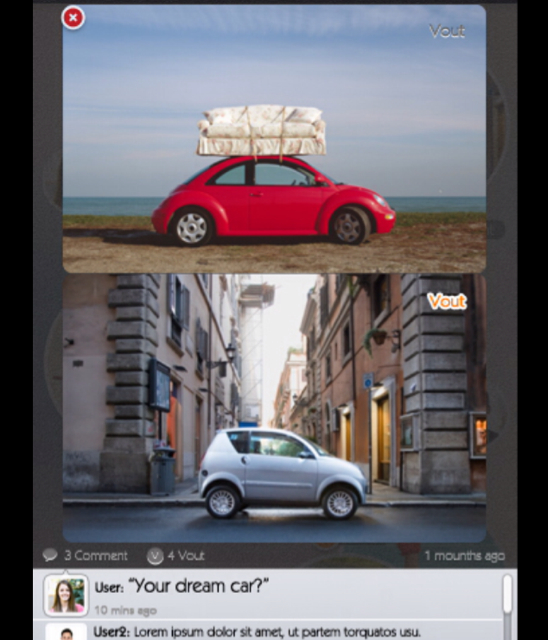 Vout
Vout
3 Comment 4 Vout 1 mounths ago
User: "Your dream car?"
10 mins ago
User2: Lorem ipsum dolor sit amet, ut partem torquatos usu.